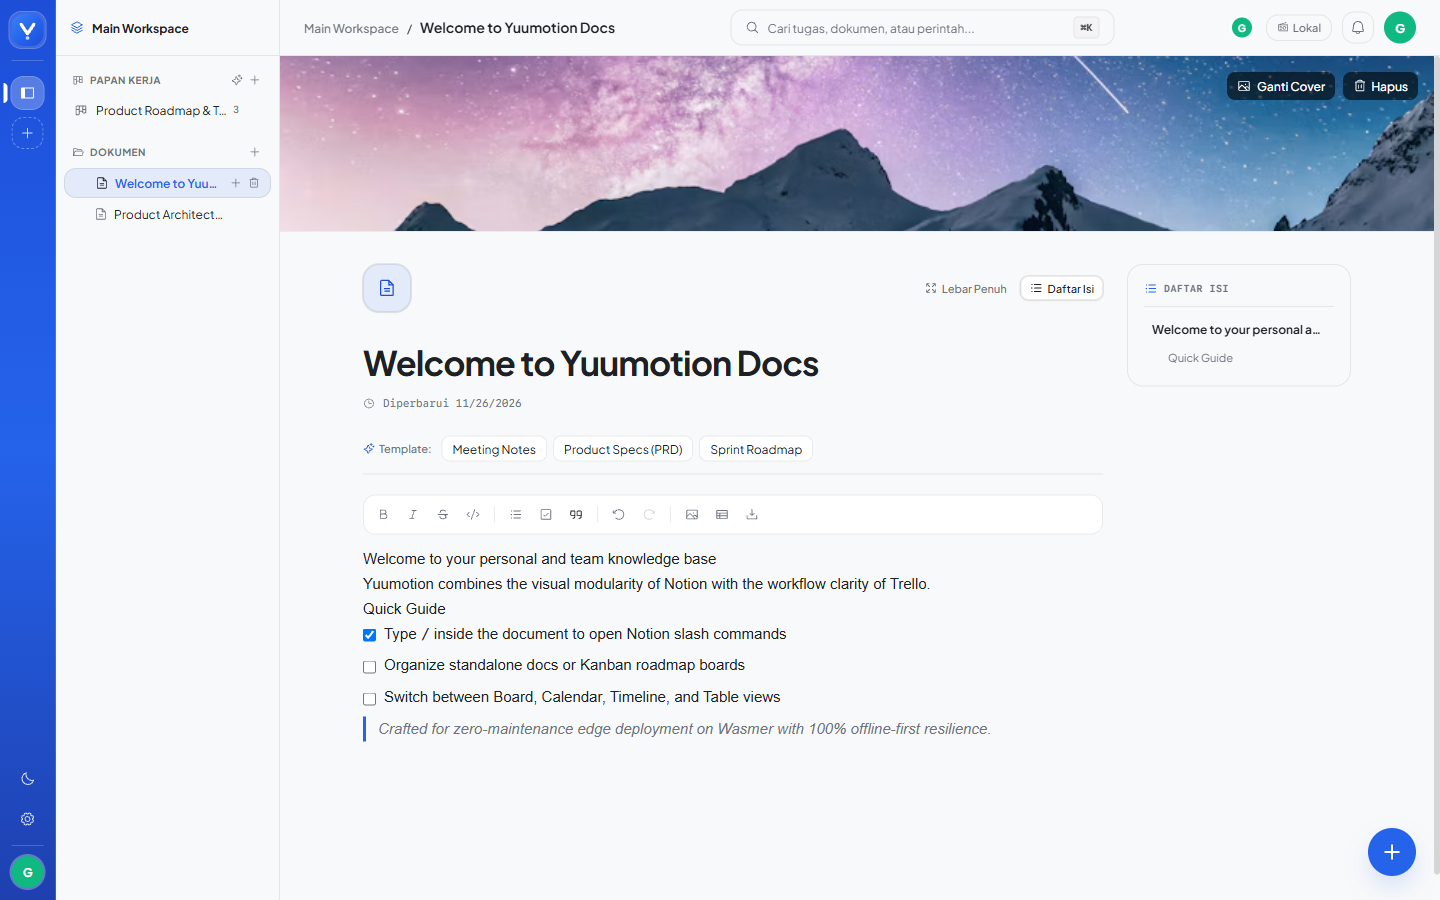 Main Workspace
PAPAN KERJA
Product Roadmap & T... 3
DOKUMEN
Welcome to Yuu...
Product Architect...
G
Main Workspace / Welcome to Yuumotion Docs
Cari tugas, dokumen, atau perintah... ⌘K
G Lokal G
Ganti Cover Hapus
Lebar Penuh Daftar Isi
Welcome to Yuumotion Docs
Diperbarui 11/26/2026
Template: Meeting Notes Product Specs (PRD) Sprint Roadmap
B I S </>
Welcome to your personal and team knowledge base
Yuumotion combines the visual modularity of Notion with the workflow clarity of Trello.
Quick Guide
Type / inside the document to open Notion slash commands
Organize standalone docs or Kanban roadmap boards
Switch between Board, Calendar, Timeline, and Table views
Crafted for zero-maintenance edge deployment on Wasmer with 100% offline-first resilience.
DAFTAR ISI
Welcome to your personal a...
Quick Guide